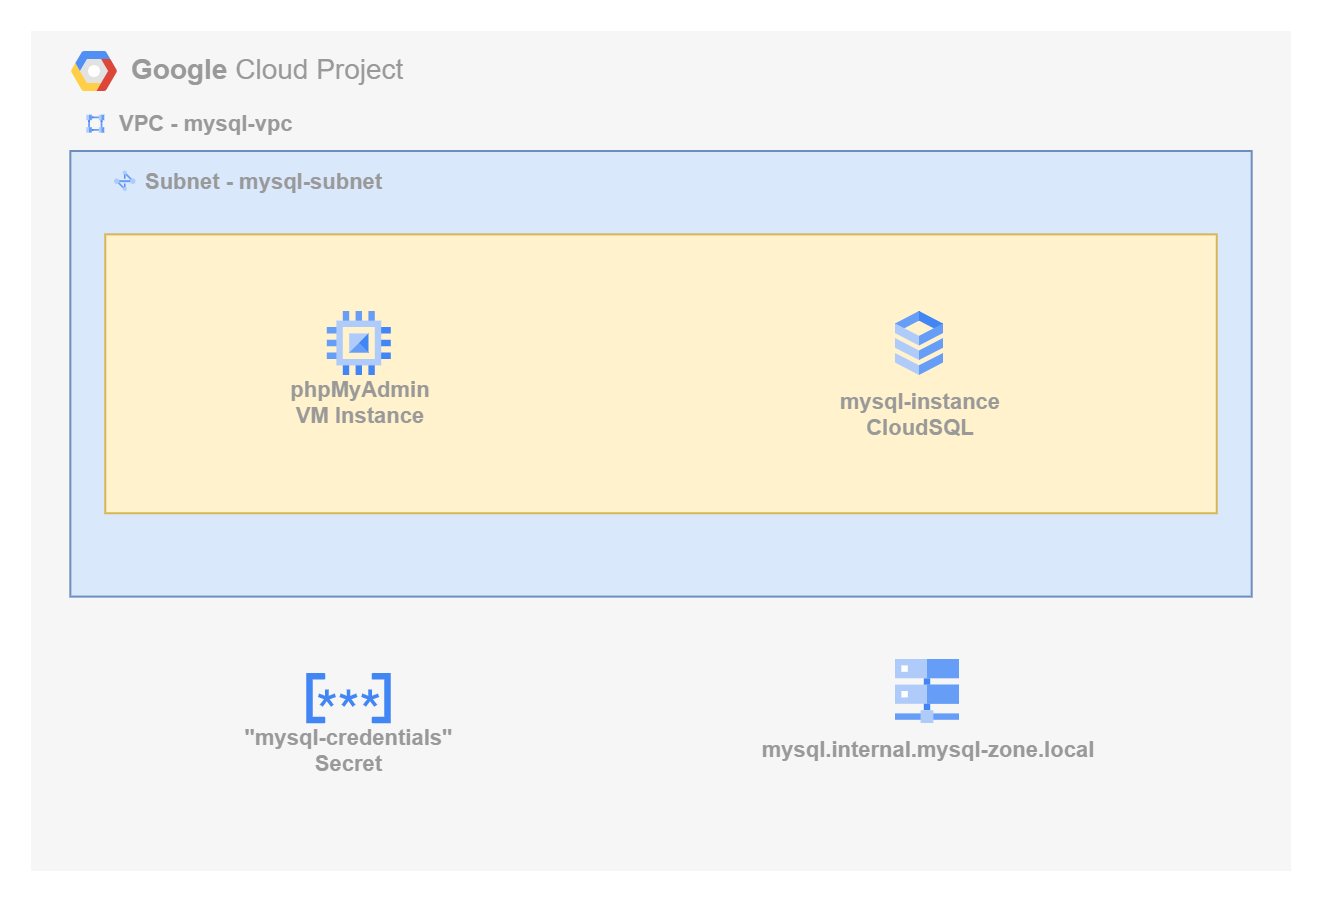 Google Cloud Project
VPC - mysql-vpc
Subnet - mysql-subnet
phpMyAdmin
VM Instance
mysql-instance
CloudSQL
[***]
"mysql-credentials"
Secret
mysql.internal.mysql-zone.local